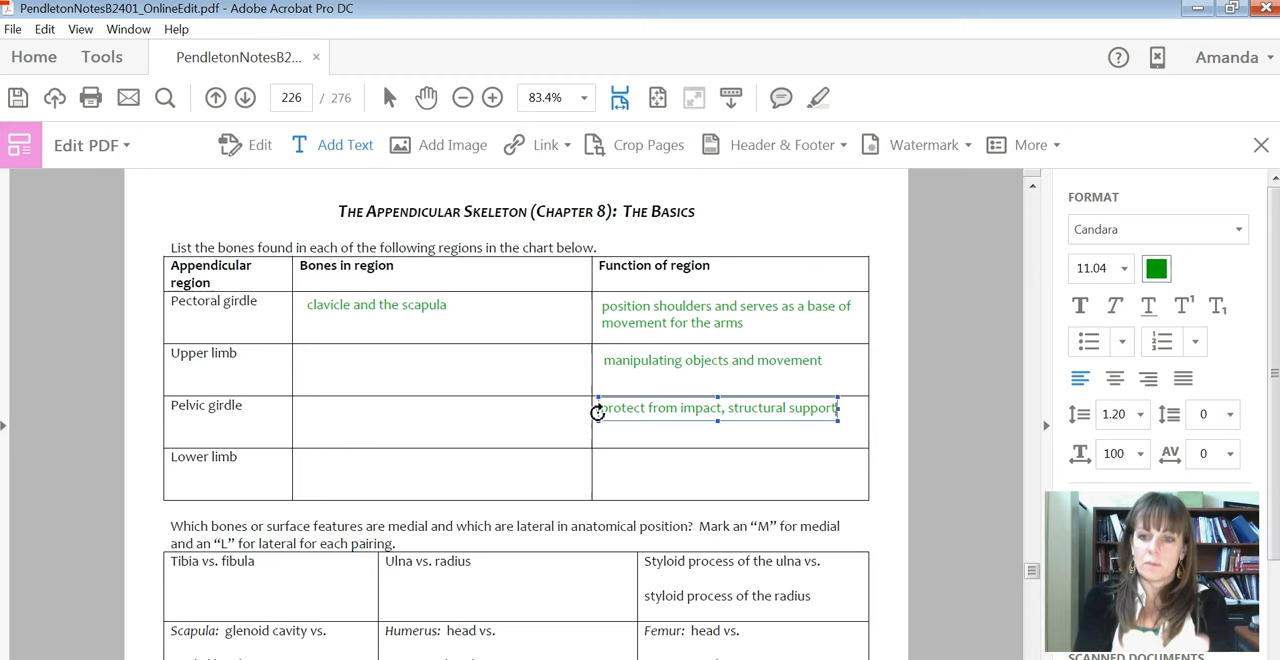 PendletonNotesB2401_OnlineEdit.pdf - Adobe Acrobat Pro DC
File Edit View Window Help
Home Tools PendletonNotesB2... × Amanda
226 / 276 83.4%
Edit PDF Edit Add Text Add Image Link Crop Pages Header & Footer Watermark More
THE APPENDICULAR SKELETON (CHAPTER 8): THE BASICS
List the bones found in each of the following regions in the chart below.
Appendicular region Bones in region Function of region
Pectoral girdle clavicle and the scapula position shoulders and serves as a base of
movement for the arms
Upper limb manipulating objects and movement
Pelvic girdle protect from impact, structural support
Lower limb
Which bones or surface features are medial and which are lateral in anatomical position? Mark an “M” for medial
and an “L” for lateral for each pairing.
Tibia vs. fibula Ulna vs. radius Styloid process of the ulna vs.
styloid process of the radius
Scapula: glenoid cavity vs. Humerus: head vs. Femur: head vs.
FORMAT
Candara
11.04
T T T T¹ T₁
1.20 0
100 AV 0
SCANNED DOCUMENTS